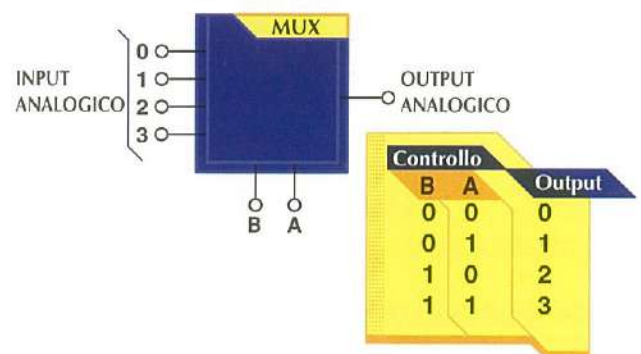 MUX
0
1
INPUT
ANALOGICO
2
3
OUTPUT
ANALOGICO
B A
Controllo
B A Output
0 0 0
0 1 1
1 0 2
1 1 3